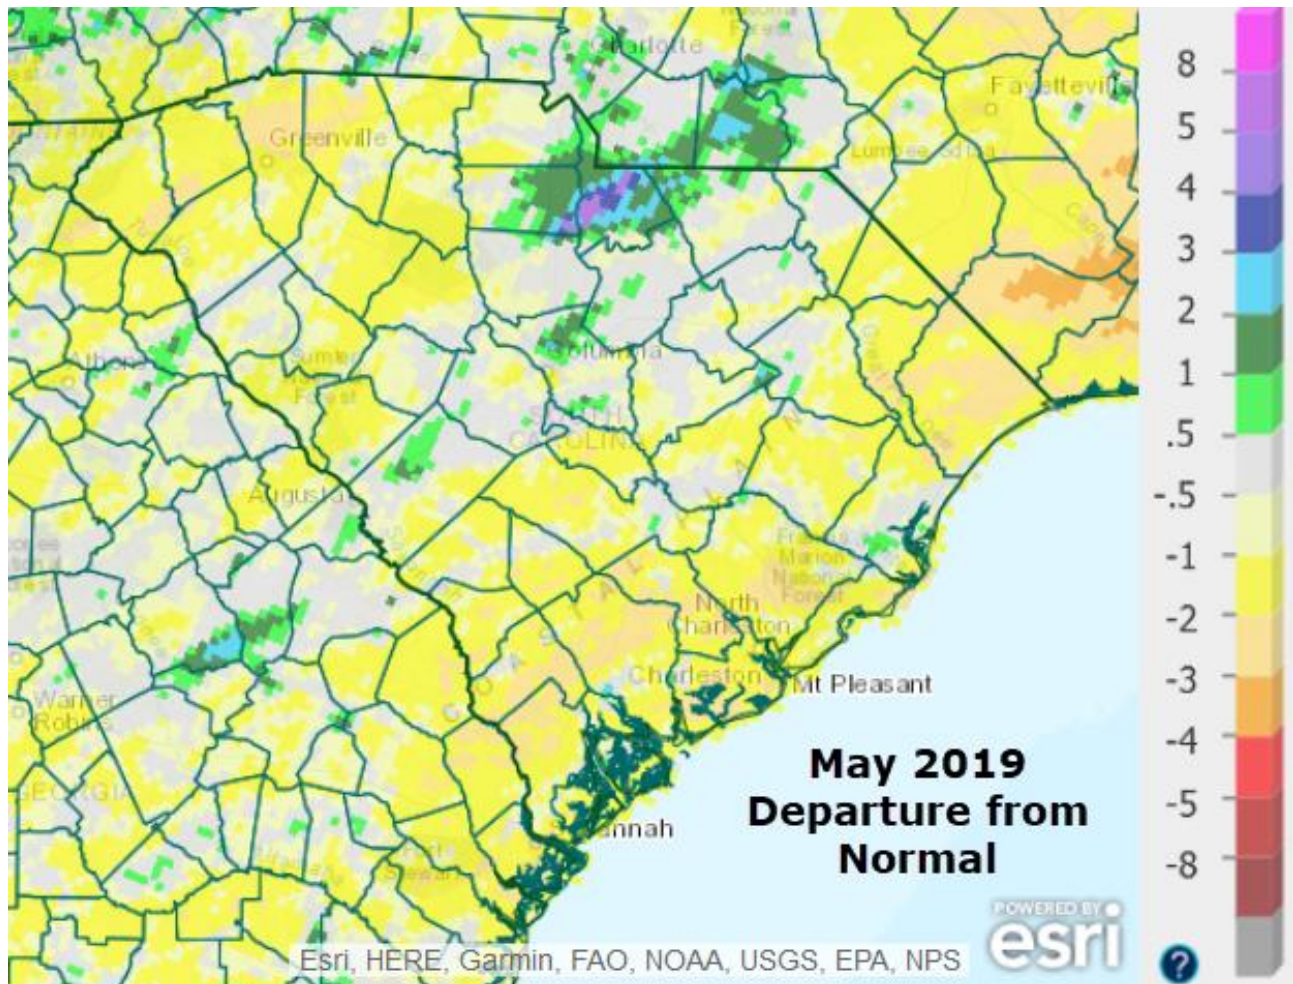 Charlotte
Fayetteville
Greenville
Athens
Sumter
Forest
Columbia
SOUTH
CAROLINA
Augusta
Francis
Marion
National
Forest
North
Charleston
Charleston
Mt Pleasant
Warner
Robins
GEORGIA
Fort
Stewart
May 2019
Departure from
Normal
POWERED BY
esri
Esri, HERE, Garmin, FAO, NOAA, USGS, EPA, NPS
8
5
4
3
2
1
.5
-.5
-1
-2
-3
-4
-5
-8
?